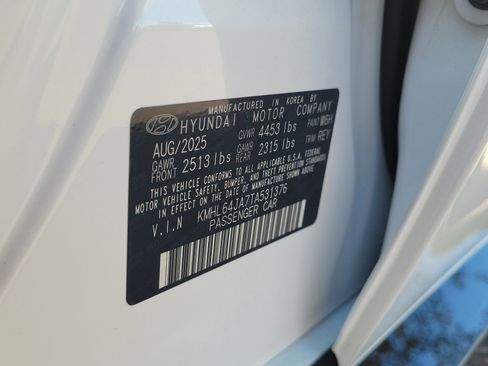 MANUFACTURED IN KOREA BY
HYUNDAI MOTOR COMPANY
AUG/2025 GVWR 4453 lbs PAINT W6H
GAWR FRONT 2513 lbs GAWR REAR 2315 lbs TRIM REY
THIS VEHICLE CONFORMS TO ALL APPLICABLE U.S.A. FEDERAL
MOTOR VEHICLE SAFETY, BUMPER, AND THEFT PREVENTION STANDARDS
IN EFFECT ON THE DATE OF MANUFACTURE SHOWN ABOVE.
V.I.N KMHL64JA7TA531376
PASSENGER CAR